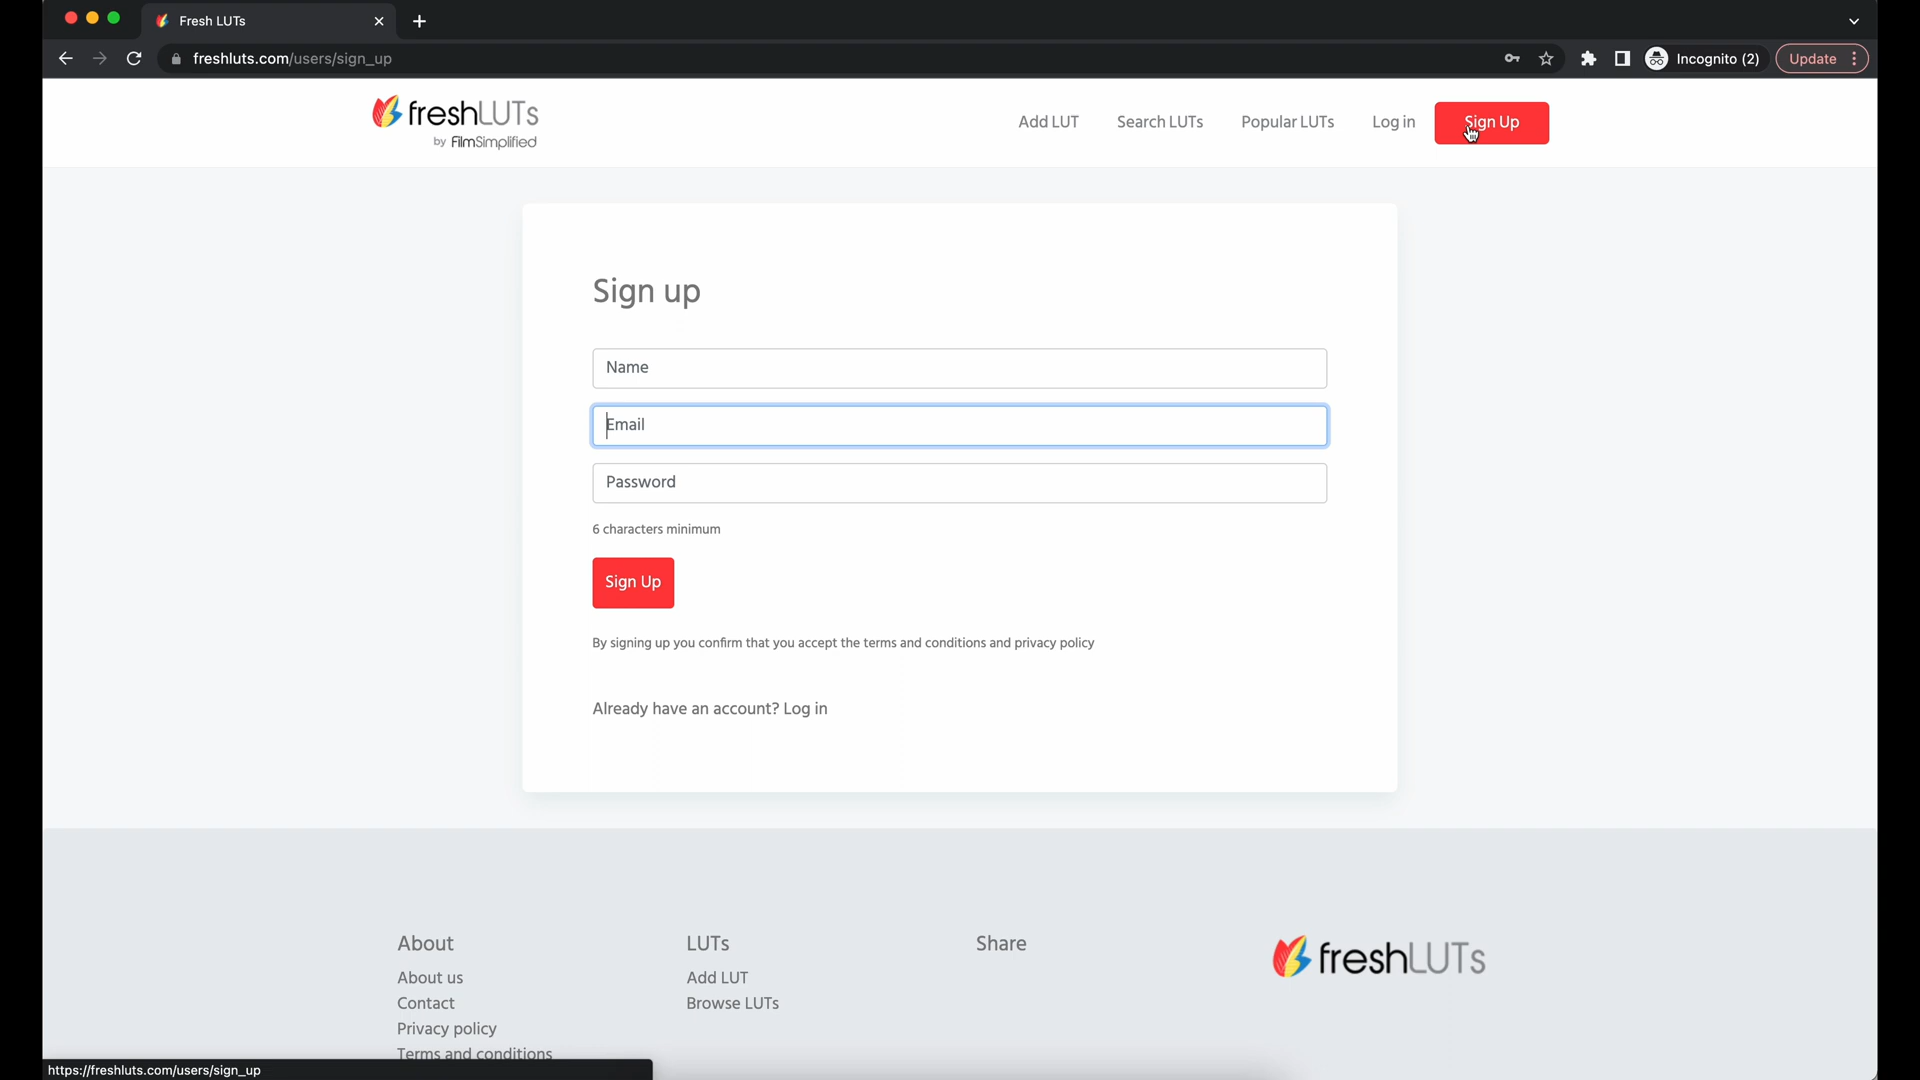 Fresh LUTs
freshluts.com/users/sign_up
Incognito (2)
Update
freshLUTs
by FilmSimplified
Add LUT
Search LUTs
Popular LUTs
Log in
Sign Up
Sign up
Name
Email
Password
6 characters minimum
Sign Up
By signing up you confirm that you accept the terms and conditions and privacy policy
Already have an account? Log in
About
About us
Contact
Privacy policy
Terms and conditions
LUTs
Add LUT
Browse LUTs
Share
freshLUTs
https://freshluts.com/users/sign_up